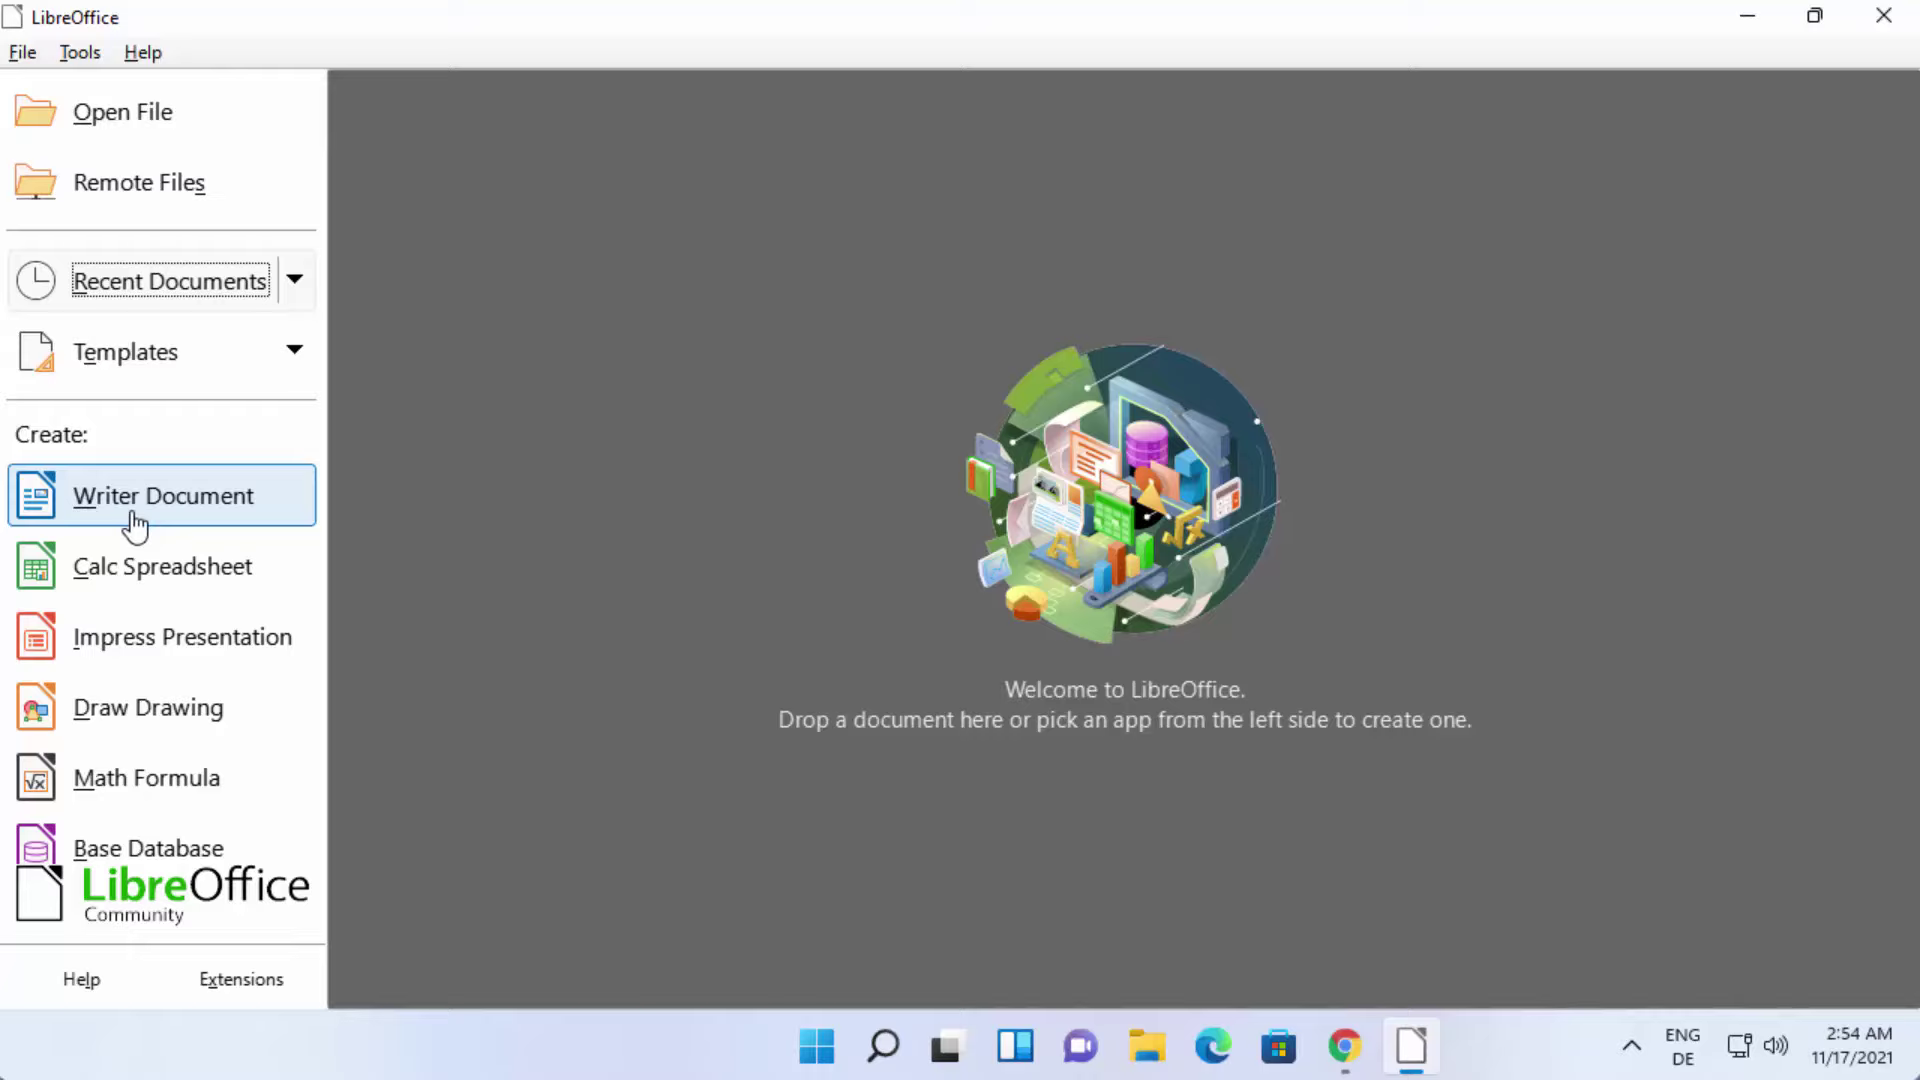 LibreOffice
File Tools Help
Open File
Remote Files
Recent Documents
Templates
Create:
Writer Document
Calc Spreadsheet
Impress Presentation
Draw Drawing
Math Formula
Base Database
LibreOffice
Community
Help Extensions
Welcome to LibreOffice.
Drop a document here or pick an app from the left side to create one.
ENG
DE
2:54 AM
11/17/2021